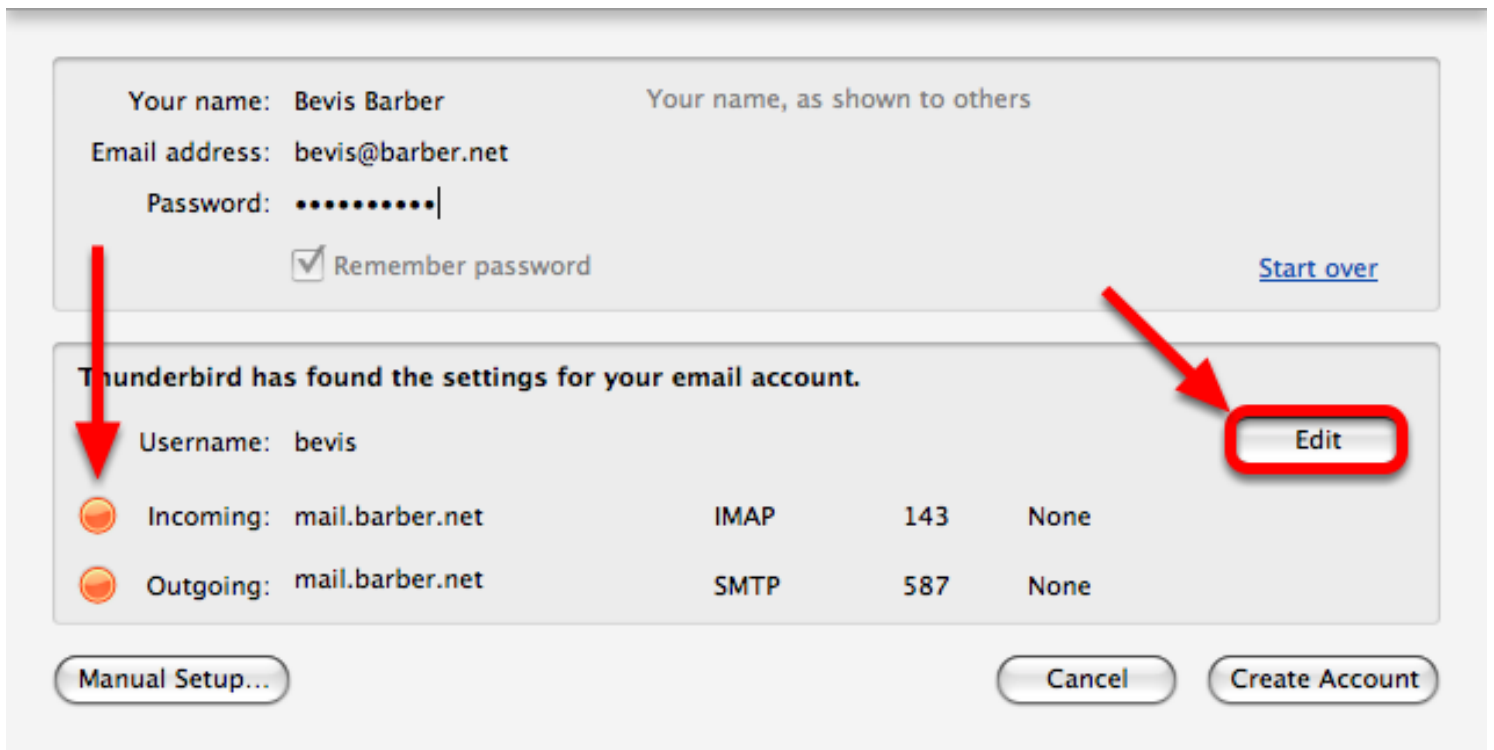 Your name: Bevis Barber Your name, as shown to others
Email address: bevis@barber.net
Password: ••••••••••
Remember password Start over
Thunderbird has found the settings for your email account.
Username: bevis Edit
Incoming: mail.barber.net IMAP 143 None
Outgoing: mail.barber.net SMTP 587 None
Manual Setup... Cancel Create Account